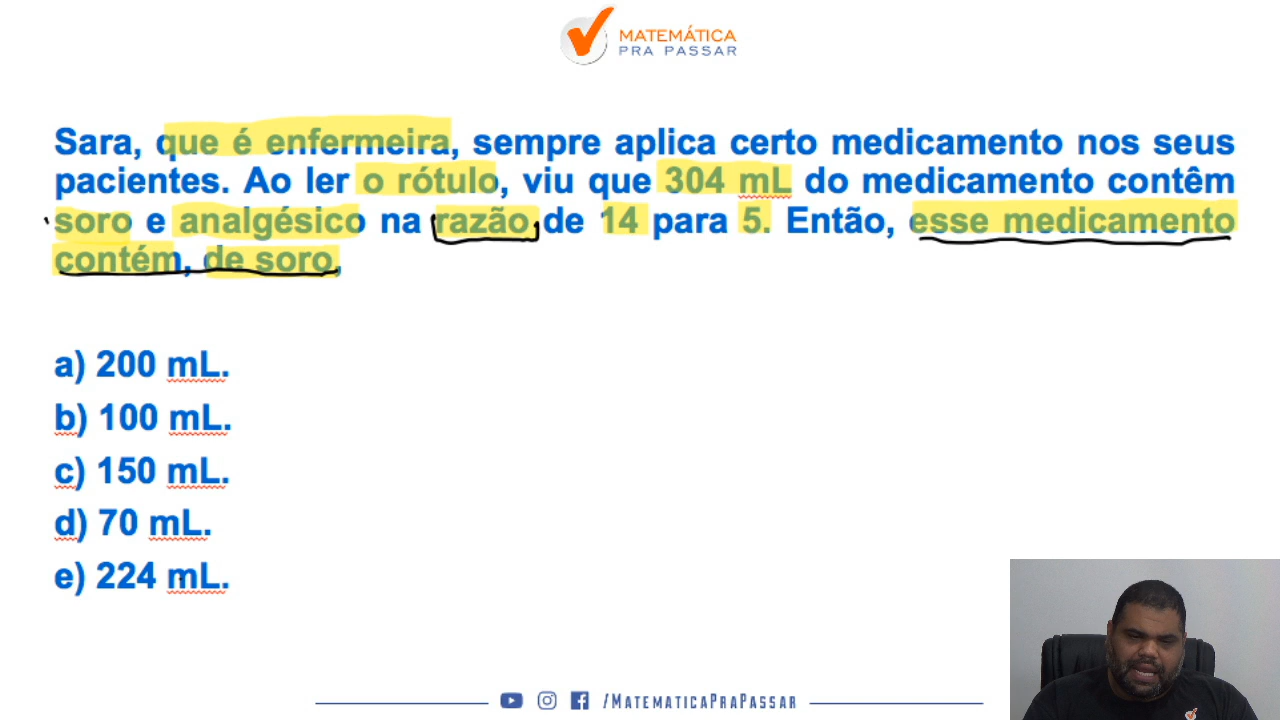 MATEMÁTICA
PRA PASSAR
Sara, que é enfermeira, sempre aplica certo medicamento nos seus
pacientes. Ao ler o rótulo, viu que 304 mL do medicamento contêm
soro e analgésico na razão de 14 para 5. Então, esse medicamento
contém, de soro,
a) 200 mL.
b) 100 mL.
c) 150 mL.
d) 70 mL.
e) 224 mL.
/MATEMATICAPRAPASSAR